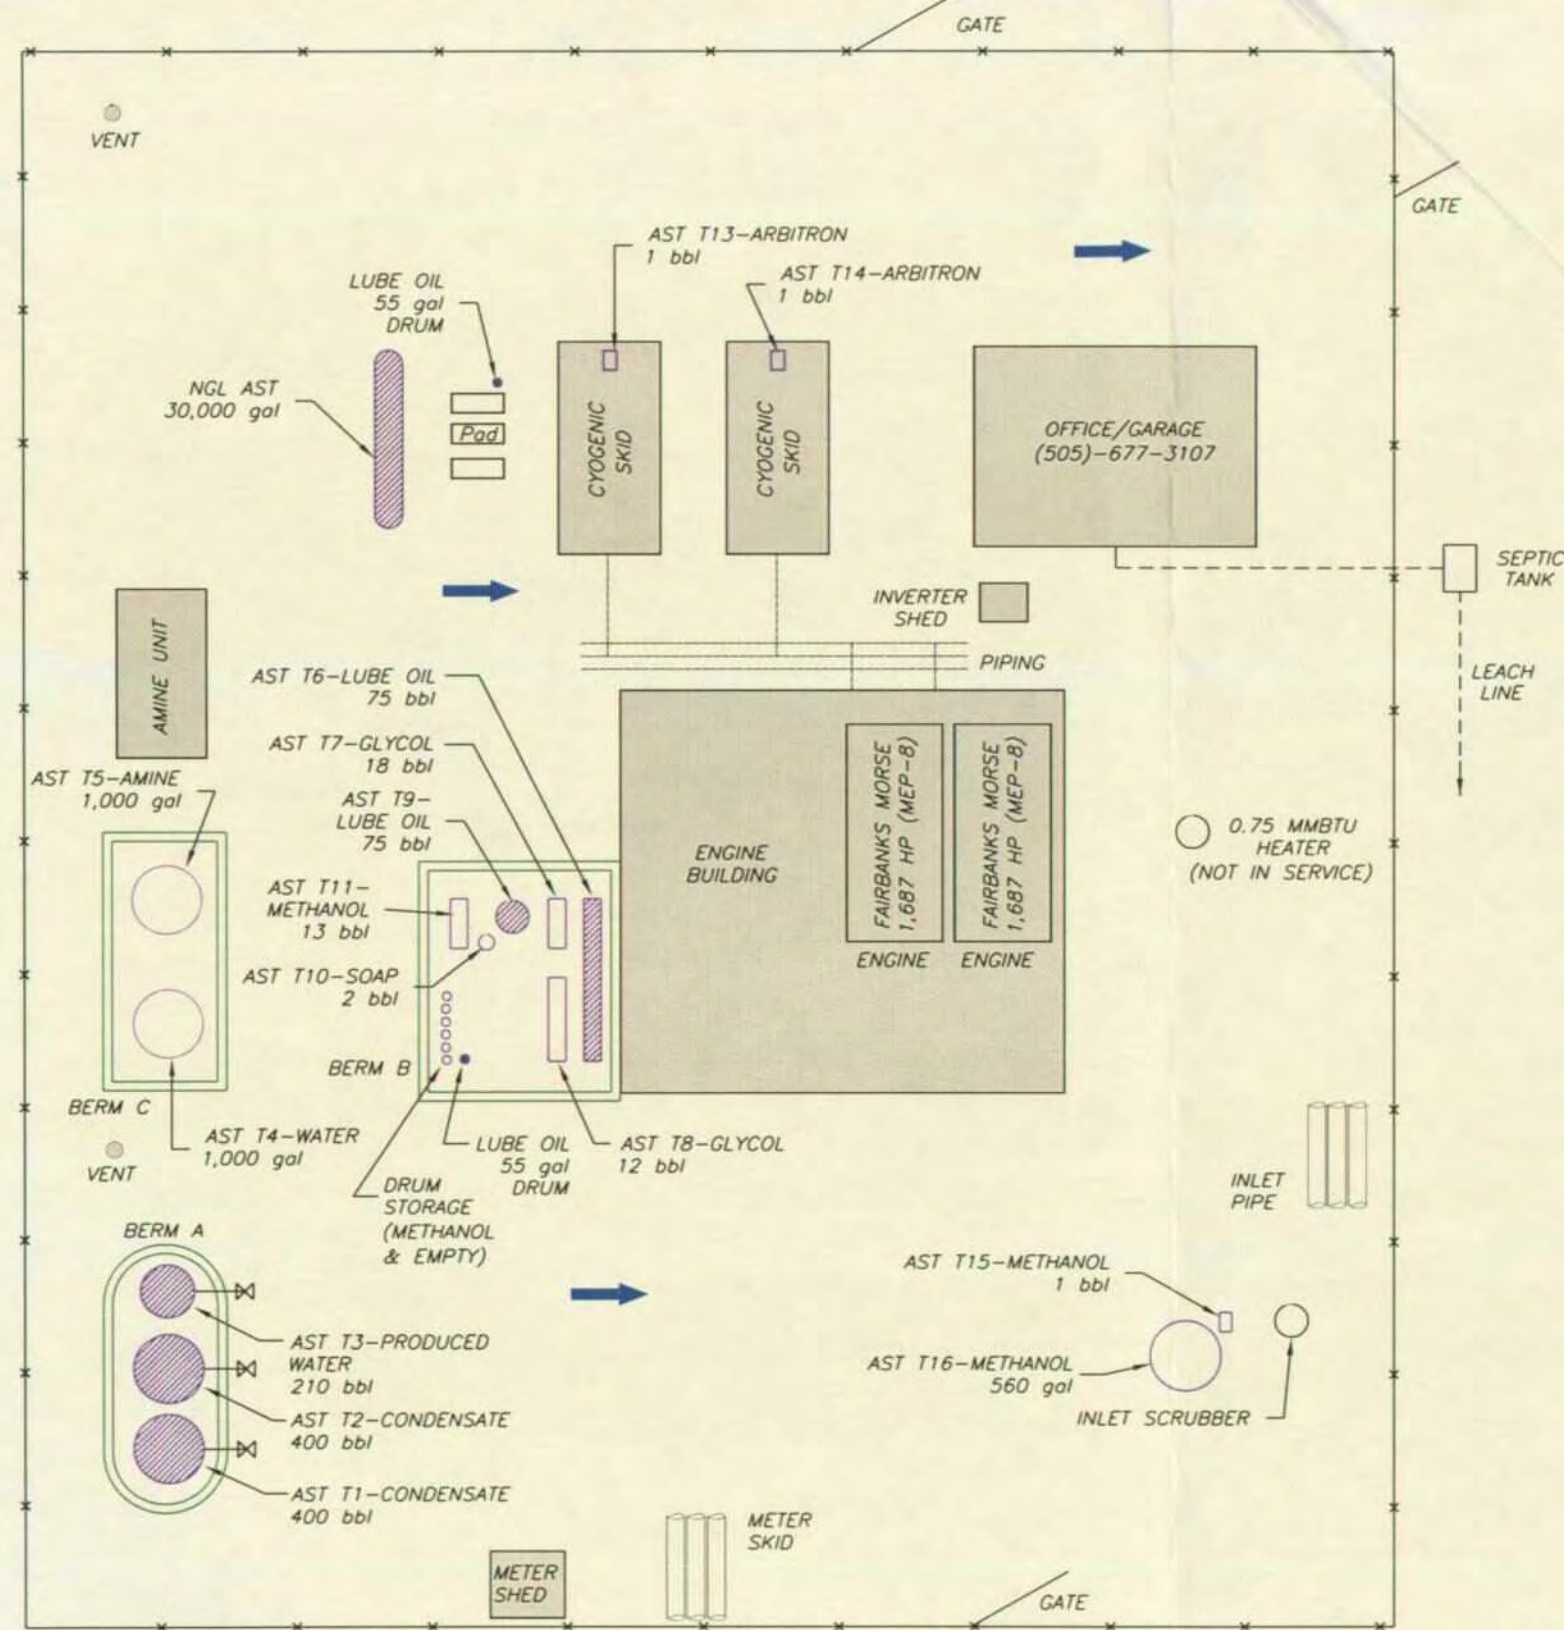 GATE
VENT
GATE
AST T13-ARBITRON
1 bbl
AST T14-ARBITRON
1 bbl
LUBE OIL
55 gal
DRUM
NGL AST
30,000 gal
Pad
CYOGENIC
SKID
CYOGENIC
SKID
OFFICE/GARAGE
(505)-677-3107
SEPTIC
TANK
INVERTER
SHED
PIPING
LEACH
LINE
AMINE UNIT
AST T6-LUBE OIL
75 bbl
AST T7-GLYCOL
18 bbl
AST T5-AMINE
1,000 gal
AST T9-
LUBE OIL
75 bbl
FAIRBANKS MORSE
1,687 HP (MEP-8)
FAIRBANKS MORSE
1,687 HP (MEP-8)
0.75 MMBTU
HEATER
(NOT IN SERVICE)
ENGINE
BUILDING
AST T11-
METHANOL
13 bbl
ENGINE
ENGINE
AST T10-SOAP
2 bbl
BERM B
BERM C
AST T4-WATER
1,000 gal
VENT
LUBE OIL
55 gal
DRUM
AST T8-GLYCOL
12 bbl
DRUM
STORAGE
(METHANOL
& EMPTY)
INLET
PIPE
BERM A
AST T15-METHANOL
1 bbl
AST T3-PRODUCED
WATER
210 bbl
AST T16-METHANOL
560 gal
AST T2-CONDENSATE
400 bbl
INLET SCRUBBER
AST T1-CONDENSATE
400 bbl
METER
SKID
METER
SHED
GATE